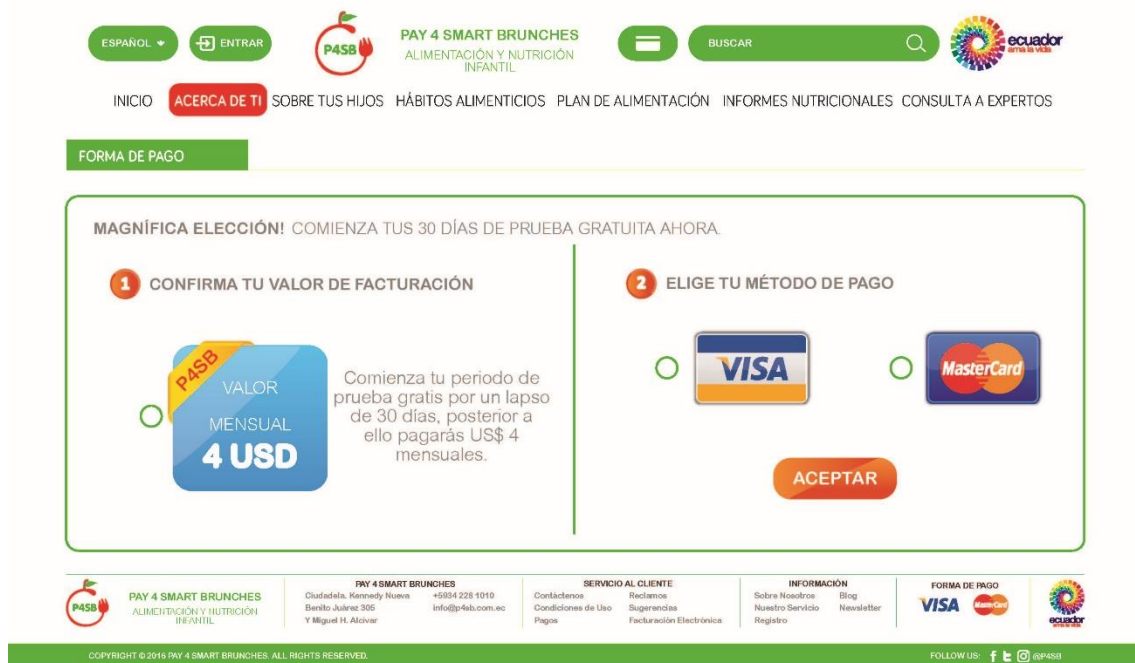 ESPAÑOL
ENTRAR
P4SB
PAY 4 SMART BRUNCHES
ALIMENTACIÓN Y NUTRICIÓN
INFANTIL
BUSCAR
ecuador
ama la vida
INICIO ACERCA DE TI SOBRE TUS HIJOS HÁBITOS ALIMENTICIOS PLAN DE ALIMENTACIÓN INFORMES NUTRICIONALES CONSULTA A EXPERTOS
FORMA DE PAGO
MAGNÍFICA ELECCIÓN! COMIENZA TUS 30 DÍAS DE PRUEBA GRATUITA AHORA.
1 CONFIRMA TU VALOR DE FACTURACIÓN
P4SB
VALOR
MENSUAL
4 USD
Comienza tu periodo de
prueba gratis por un lapso
de 30 días, posterior a
ello pagarás US$ 4
mensuales.
2 ELIGE TU MÉTODO DE PAGO
VISA
MasterCard
ACEPTAR
P4SB
PAY 4 SMART BRUNCHES
ALIMENTACIÓN Y NUTRICIÓN
INFANTIL
PAY 4 SMART BRUNCHES
Ciudadela. Kennedy Nueva +5934 228 1010
Benito Juárez 305 info@p4sb.com.ec
Y Miguel H. Alcivar
SERVICIO AL CLIENTE
Contáctenos Reclamos
Condiciones de Uso Sugerencias
Pagos Facturación Electrónica
INFORMACIÓN
Sobre Nosotros Blog
Nuestro Servicio Newsletter
Registro
FORMA DE PAGO
VISA MasterCard
ecuador
COPYRIGHT © 2016 PAY 4 SMART BRUNCHES. ALL RIGHTS RESERVED.
FOLLOW US: @P4SB